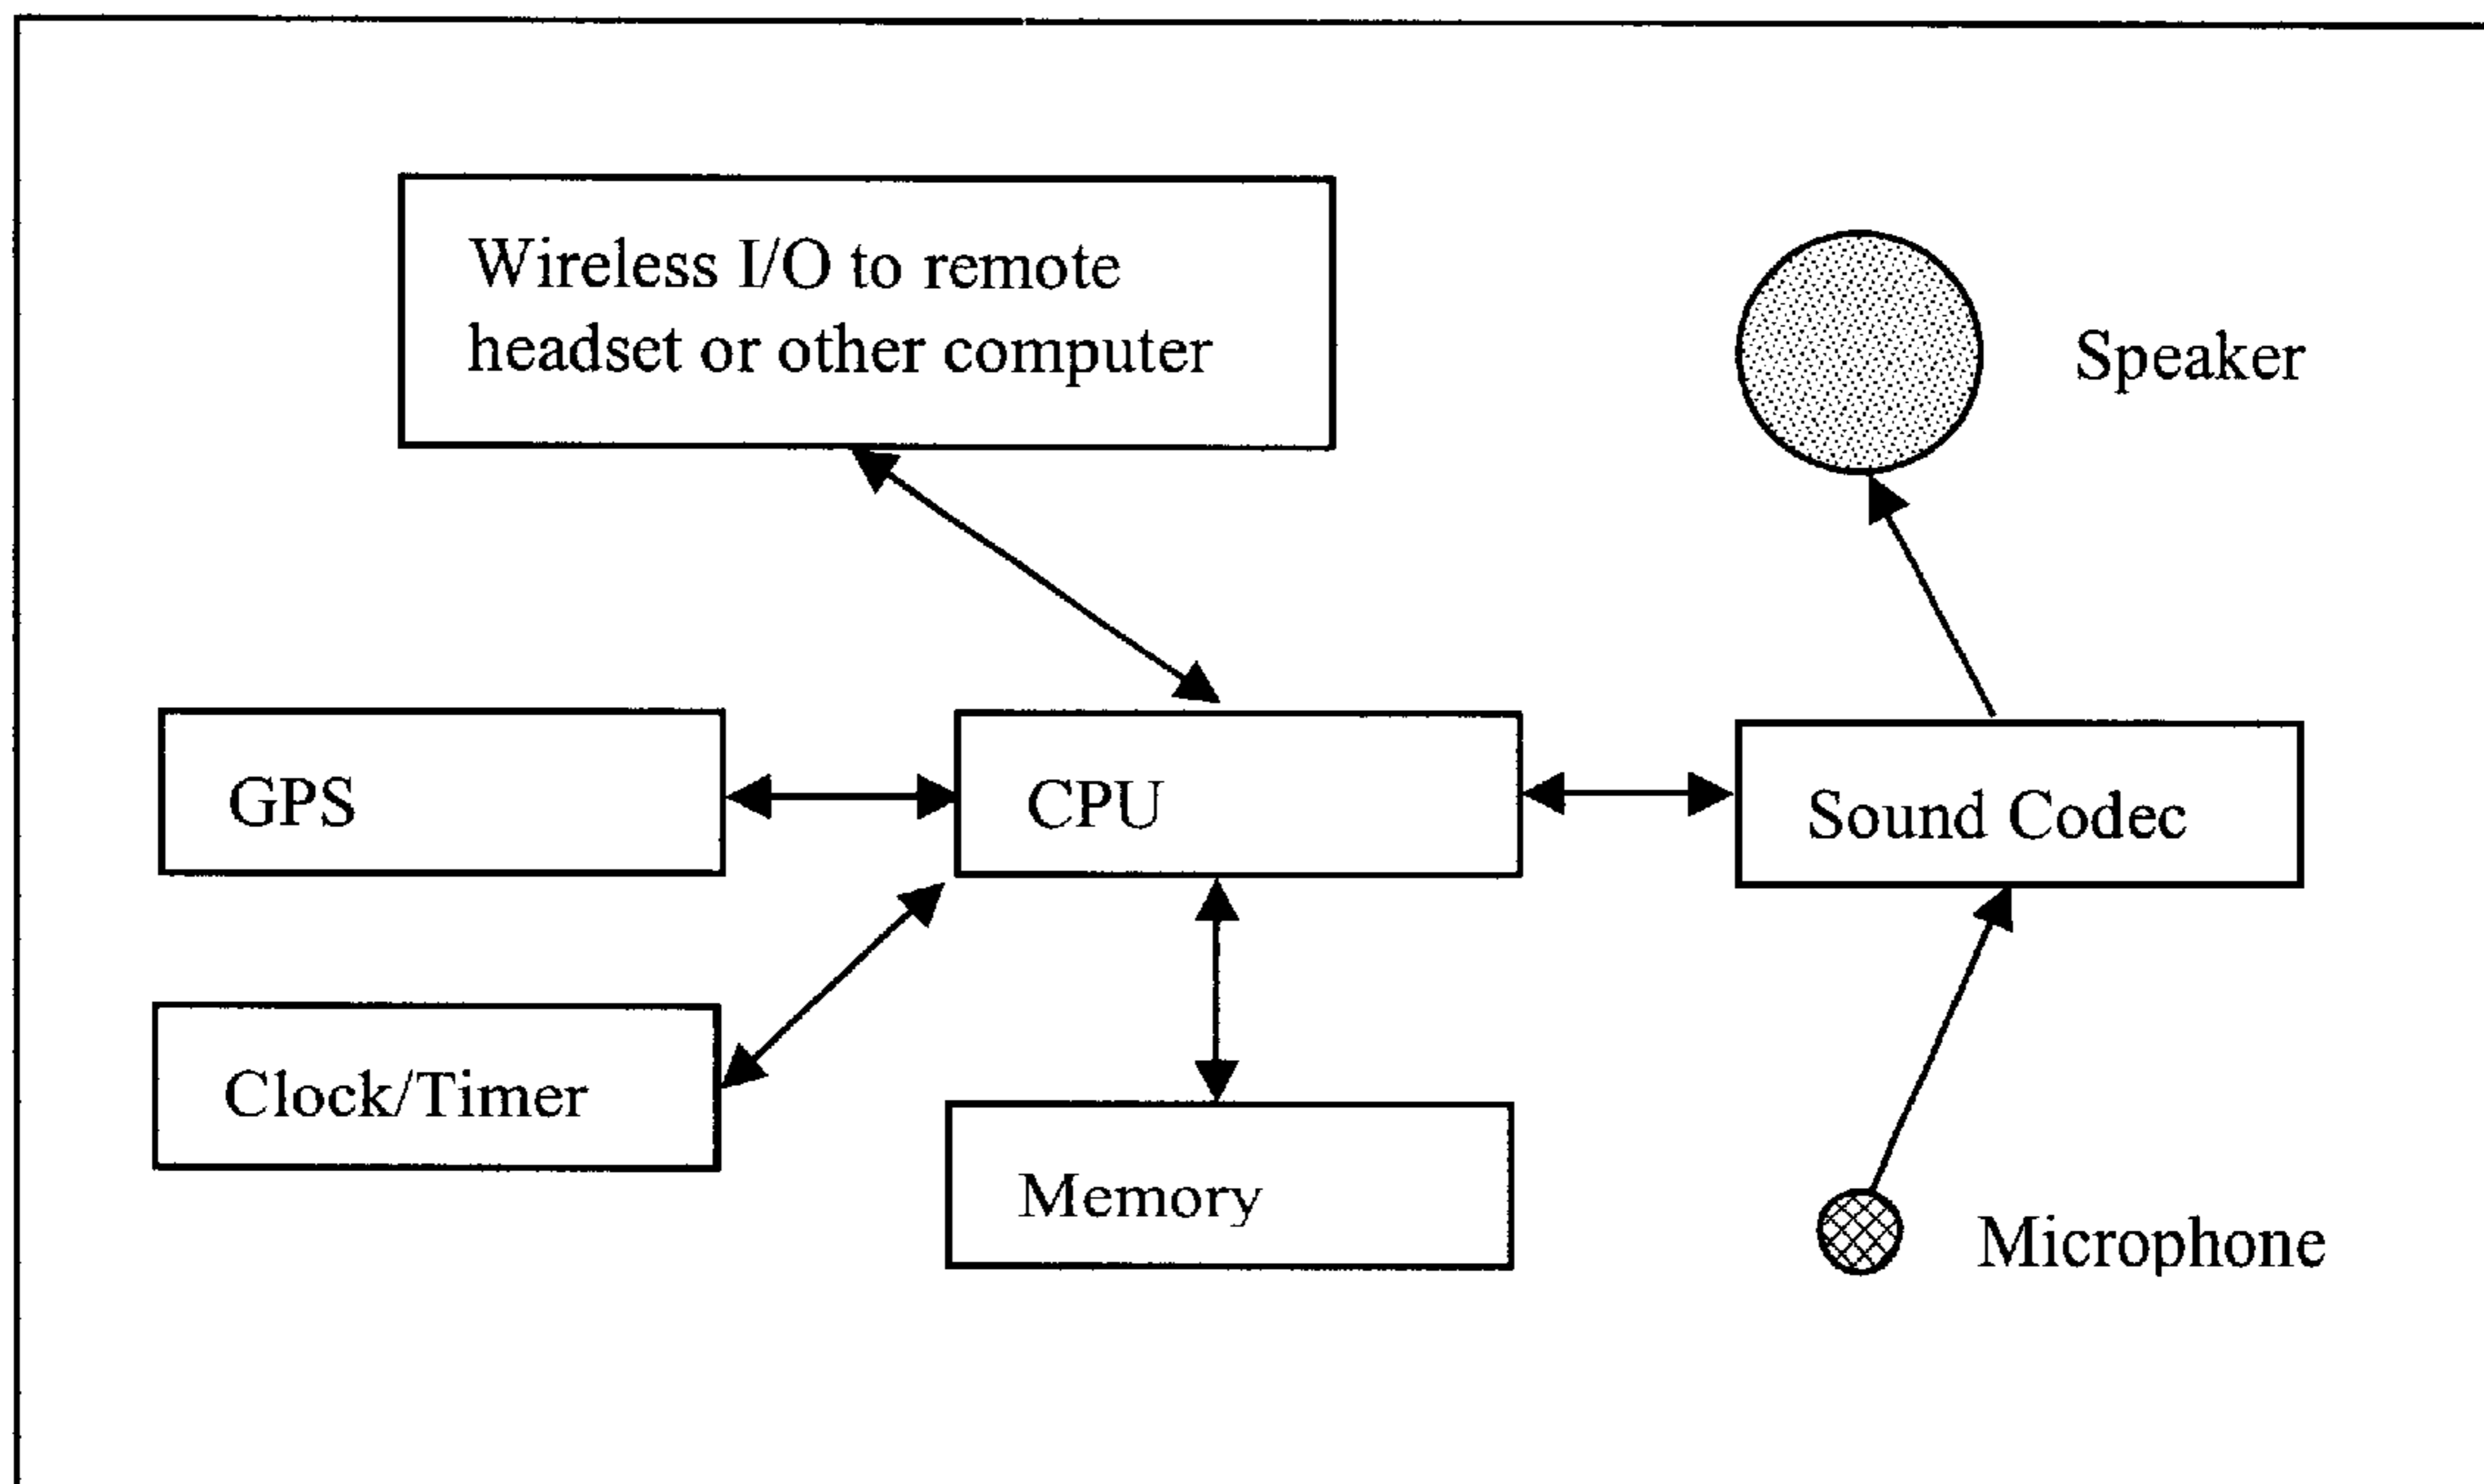 Wireless I/O to remote
headset or other computer
Speaker
GPS
CPU
Sound Codec
Clock/Timer
Memory
Microphone